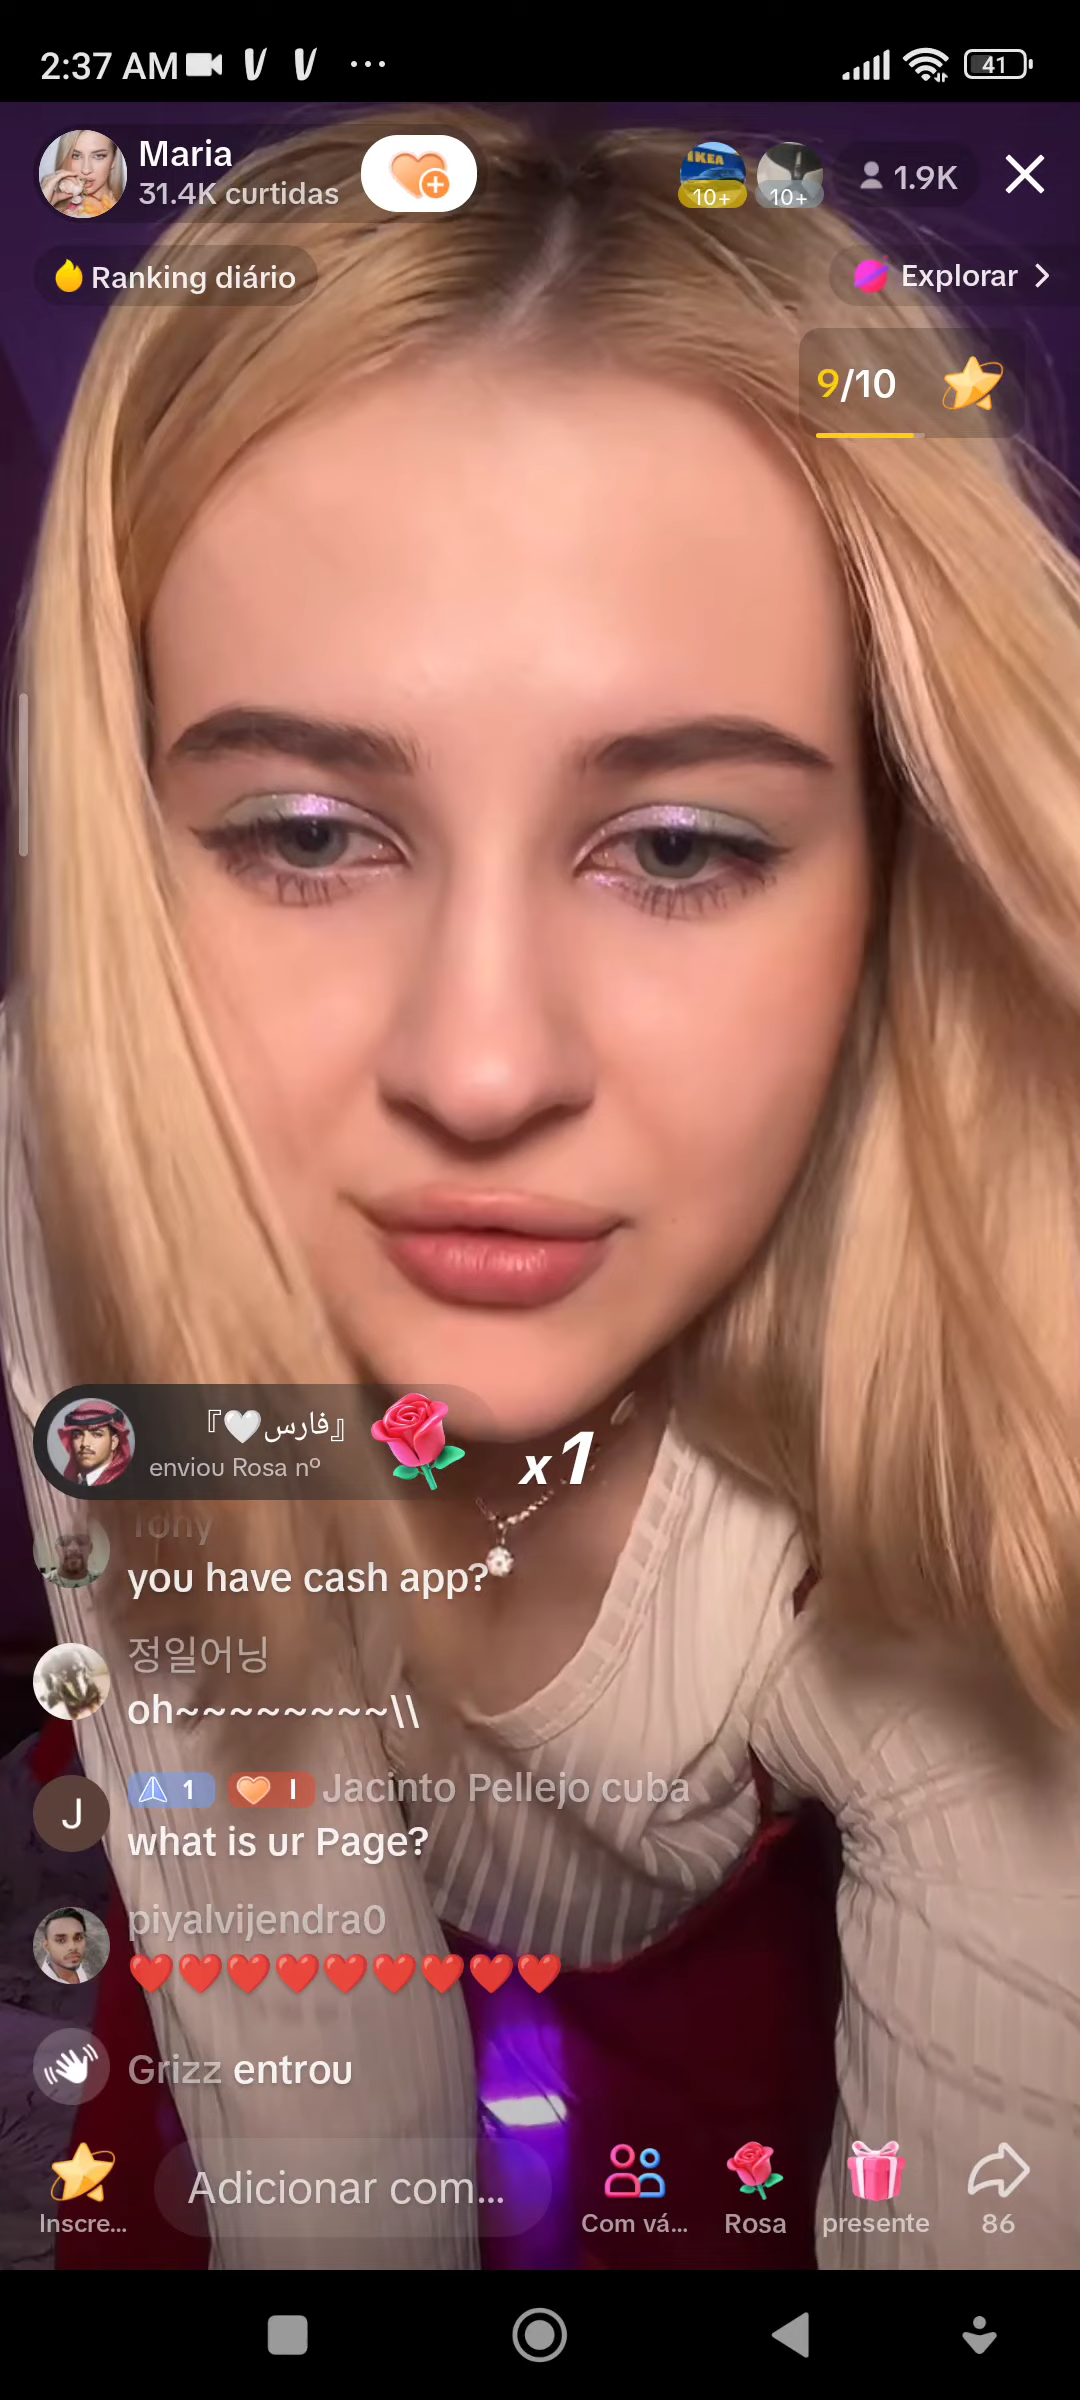 2:37 AM
41
Maria
31.4K curtidas
IKEA
10+
10+
1.9K
Ranking diário
Explorar
9/10
『🤍فارس』
enviou Rosa nº
x1
Tony
you have cash app?
정일어닝
oh~~~~~~~~\\
1 I Jacinto Pellejo cuba
J
what is ur Page?
piyalvijendra0
❤️❤️❤️❤️❤️❤️❤️❤️❤️
Grizz entrou
Adicionar com...
Inscre...
Com vá...
Rosa
presente
86